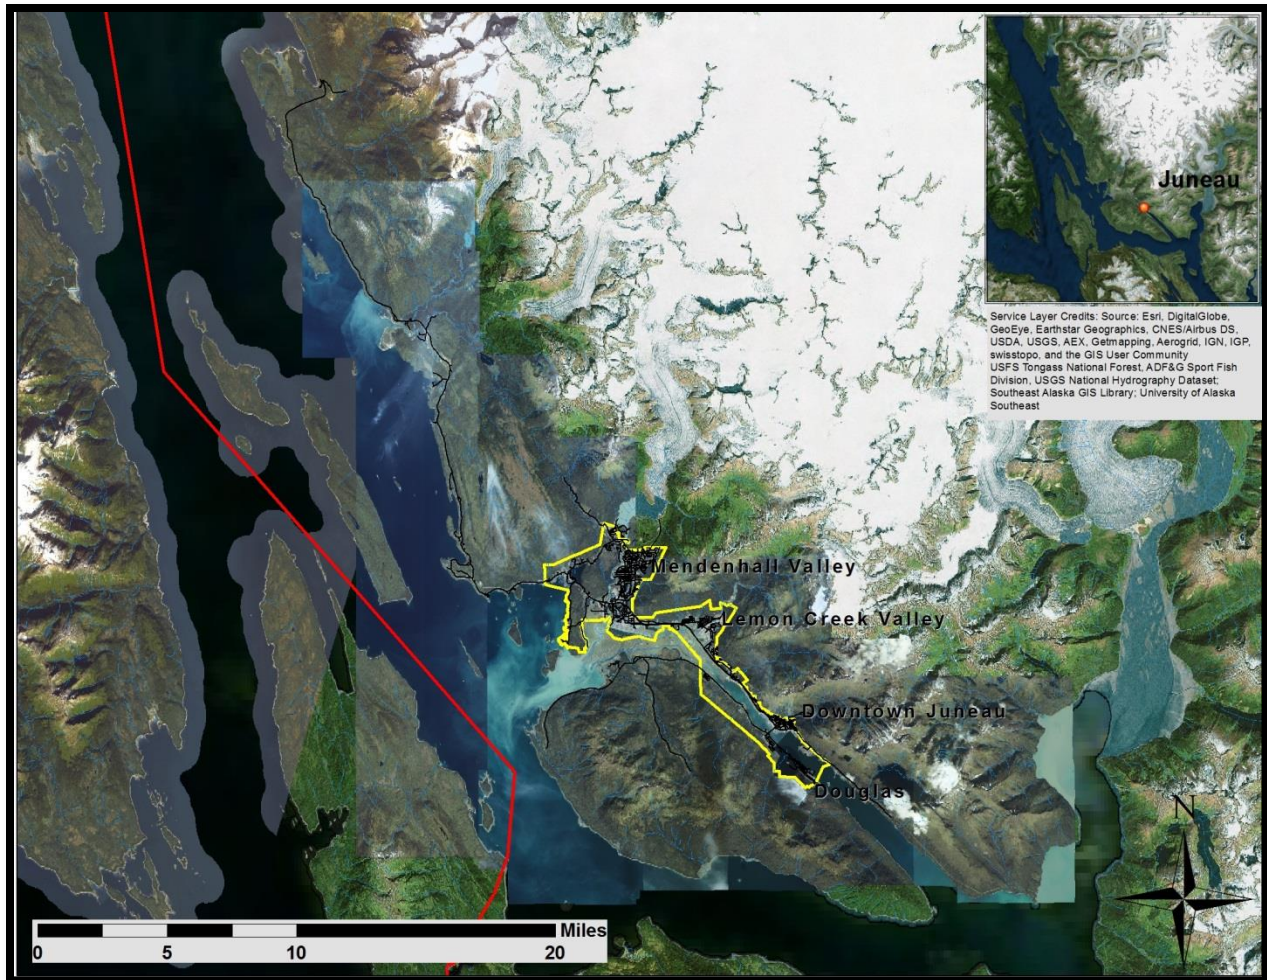 Juneau
Service Layer Credits: Source: Esri, DigitalGlobe,
GeoEye, Earthstar Geographics, CNES/Airbus DS,
USDA, USGS, AEX, Getmapping, Aerogrid, IGN, IGP,
swisstopo, and the GIS User Community
USFS Tongass National Forest, ADF&G Sport Fish
Division, USGS National Hydrography Dataset;
Southeast Alaska GIS Library; University of Alaska
Southeast
Mendenhall Valley
Lemon Creek Valley
Downtown Juneau
Douglas
N
Miles
0 5 10 20